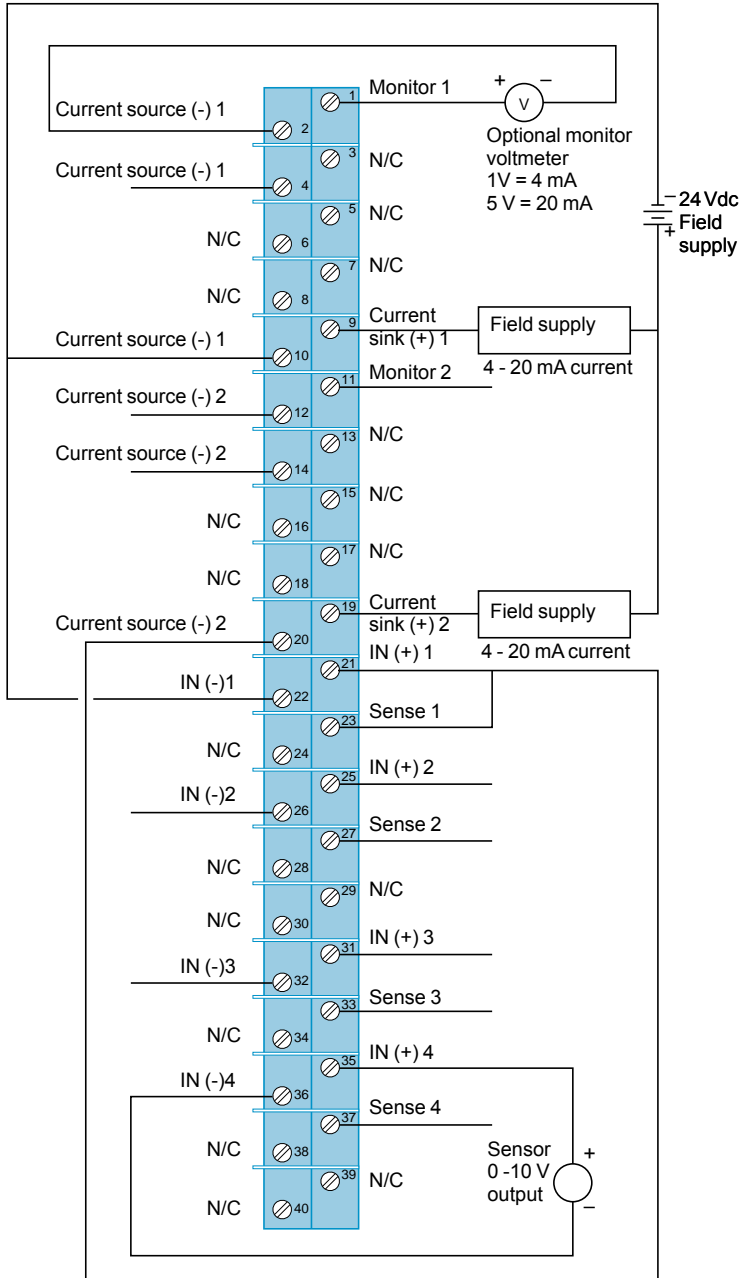 Monitor 1
+ −
V
Optional monitor
voltmeter
1V = 4 mA
5 V = 20 mA
Current source (-) 1
1
2
3
N/C
Current source (-) 1
4
5
N/C
N/C
6
7
N/C
N/C
8
−
24 Vdc
Field
supply
+
9
Current
sink (+) 1
Field supply
4 - 20 mA current
Current source (-) 1
10
11
Monitor 2
Current source (-) 2
12
13
N/C
Current source (-) 2
14
15
N/C
N/C
16
17
N/C
N/C
18
19
Current
sink (+) 2
Field supply
4 - 20 mA current
Current source (-) 2
20
21
IN (+) 1
IN (-)1
22
23
Sense 1
N/C
24
25
IN (+) 2
IN (-)2
26
27
Sense 2
N/C
28
29
N/C
N/C
30
31
IN (+) 3
IN (-)3
32
33
Sense 3
N/C
34
35
IN (+) 4
IN (-)4
36
37
Sense 4
N/C
38
39
N/C
N/C
40
Sensor
0 -10 V
output
+
−